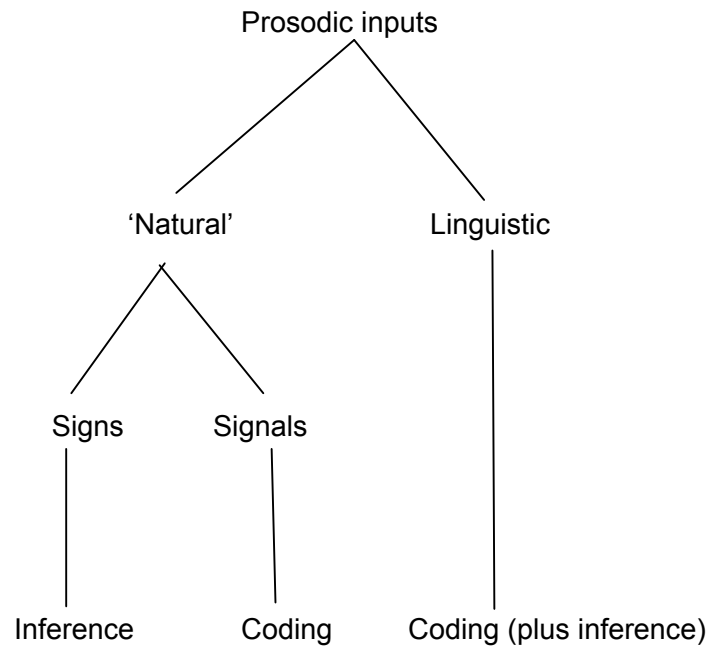 Prosodic inputs
‘Natural’ Linguistic
Signs Signals
Inference Coding Coding (plus inference)